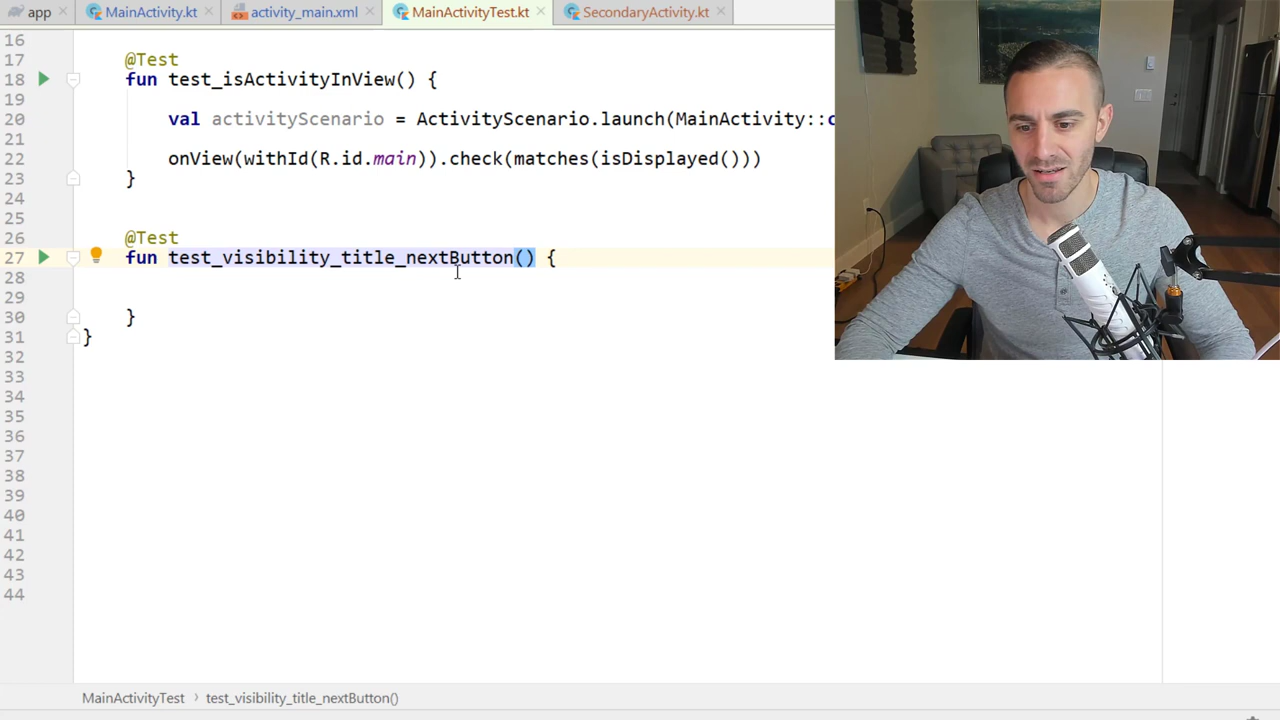 app
MainActivity.kt
activity_main.xml
MainActivityTest.kt
SecondaryActivity.kt
16
17 @Test
18 fun test_isActivityInView() {
19
20 val activityScenario = ActivityScenario.launch(MainActivity::c
21
22 onView(withId(R.id.main)).check(matches(isDisplayed()))
23 }
24
25
26 @Test
27 fun test_visibility_title_nextButton() {
28
29
30 }
31 }
32
33
34
35
36
37
38
39
40
41
42
43
44
MainActivityTest › test_visibility_title_nextButton()